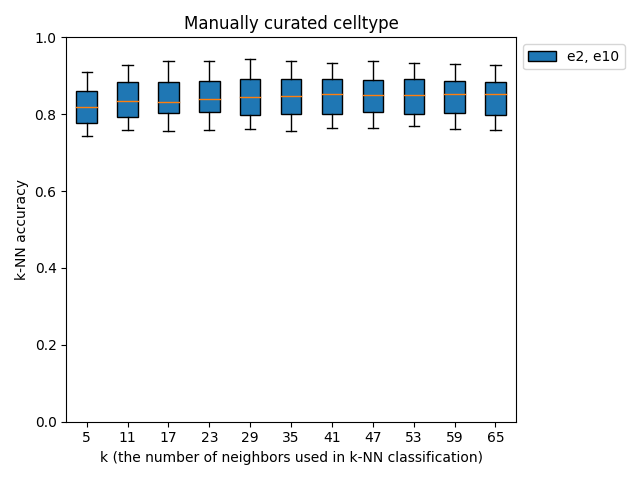 Manually curated celltype
e2, e10
k-NN accuracy
1.0
0.8
0.6
0.4
0.2
0.0
5 11 17 23 29 35 41 47 53 59 65
k (the number of neighbors used in k-NN classification)